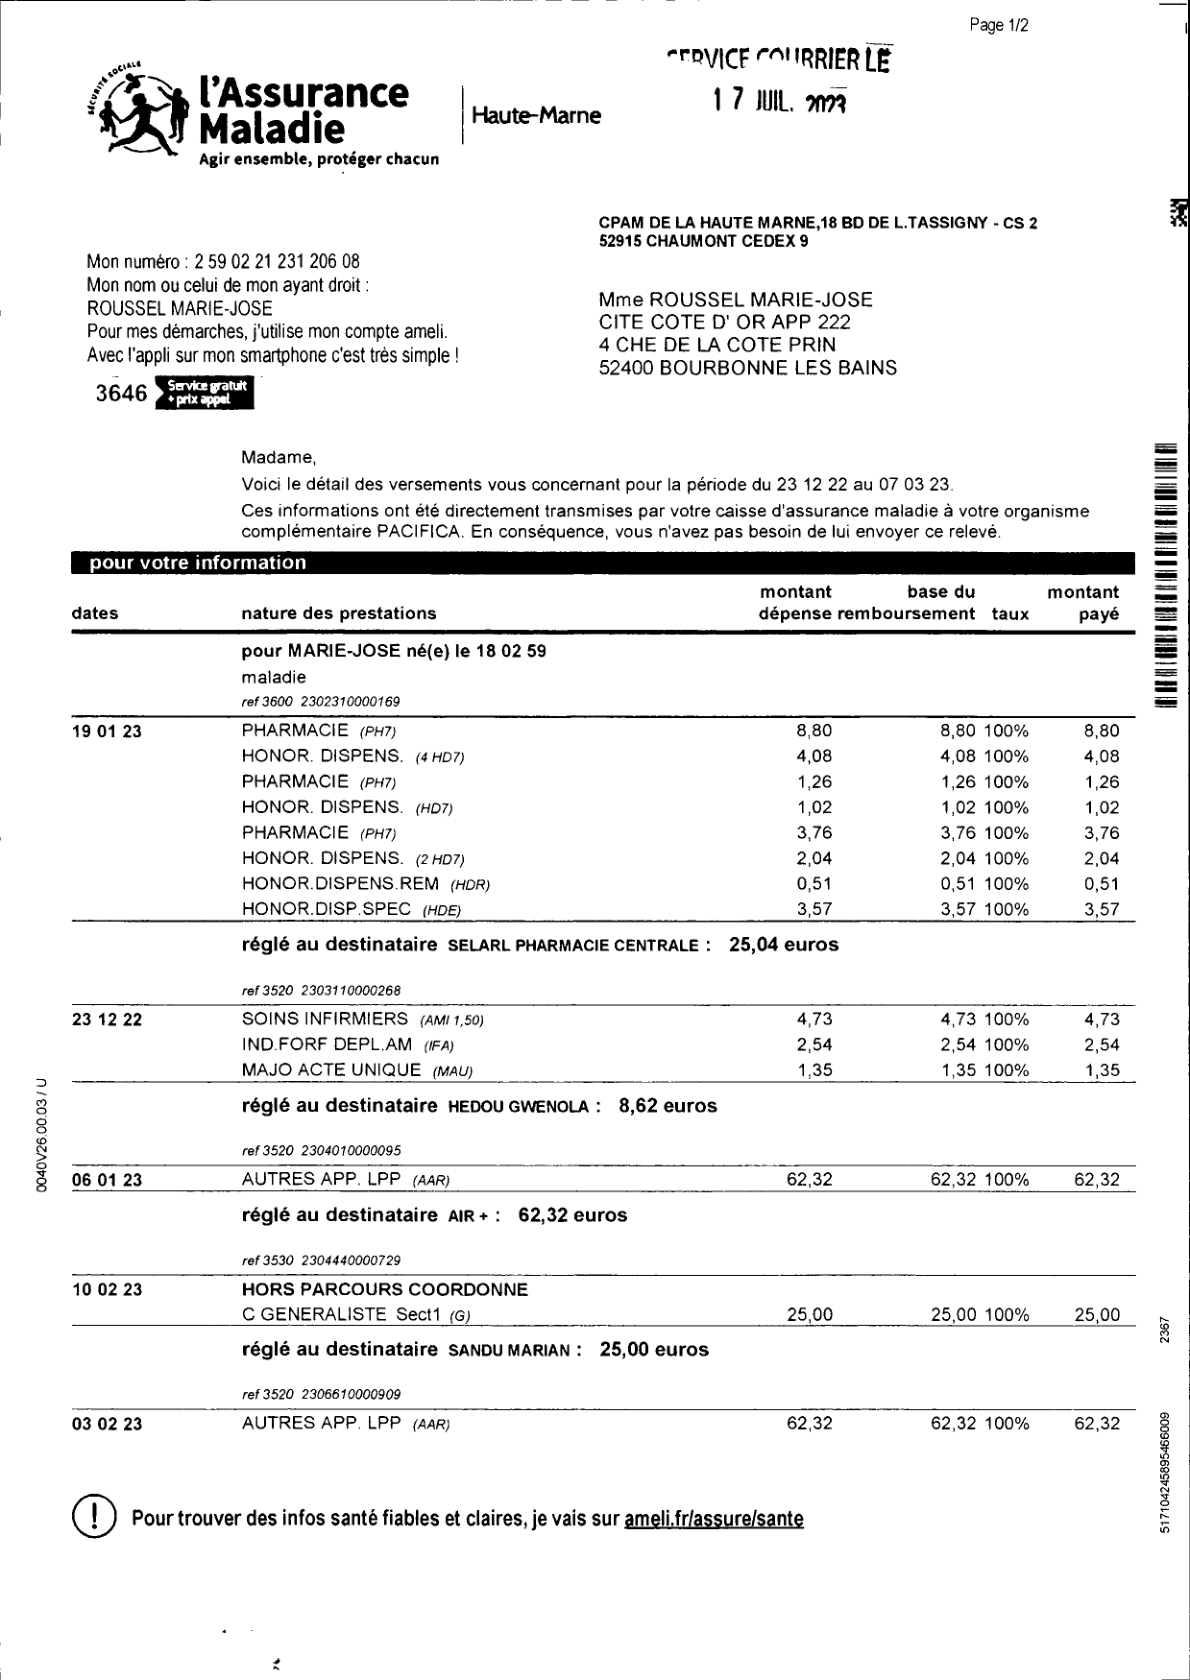 Page 1/2
SERVICE COURRIER LE
17 JUIL. 2023
SÉCURITÉ SOCIALE
l'Assurance
Maladie
Agir ensemble, protéger chacun
Haute-Marne
CPAM DE LA HAUTE MARNE,18 BD DE L.TASSIGNY - CS 2
52915 CHAUMONT CEDEX 9
Mon numéro : 2 59 02 21 231 206 08
Mon nom ou celui de mon ayant droit :
ROUSSEL MARIE-JOSE
Pour mes démarches, j'utilise mon compte ameli.
Avec l'appli sur mon smartphone c'est très simple !
3646 Service gratuit
+ prix appel
Mme ROUSSEL MARIE-JOSE
CITE COTE D' OR APP 222
4 CHE DE LA COTE PRIN
52400 BOURBONNE LES BAINS
Madame,
Voici le détail des versements vous concernant pour la période du 23 12 22 au 07 03 23.
Ces informations ont été directement transmises par votre caisse d'assurance maladie à votre organisme
complémentaire PACIFICA. En conséquence, vous n'avez pas besoin de lui envoyer ce relevé.
pour votre information
montant base du montant
dates nature des prestations dépense remboursement taux payé
pour MARIE-JOSE né(e) le 18 02 59
maladie
ref 3600 2302310000169
19 01 23 PHARMACIE (PH7) 8,80 8,80 100% 8,80
HONOR. DISPENS. (4 HD7) 4,08 4,08 100% 4,08
PHARMACIE (PH7) 1,26 1,26 100% 1,26
HONOR. DISPENS. (HD7) 1,02 1,02 100% 1,02
PHARMACIE (PH7) 3,76 3,76 100% 3,76
HONOR. DISPENS. (2 HD7) 2,04 2,04 100% 2,04
HONOR.DISPENS.REM (HDR) 0,51 0,51 100% 0,51
HONOR.DISP.SPEC (HDE) 3,57 3,57 100% 3,57
réglé au destinataire SELARL PHARMACIE CENTRALE : 25,04 euros
ref 3520 2303110000268
23 12 22 SOINS INFIRMIERS (AMI 1,50) 4,73 4,73 100% 4,73
IND.FORF DEPL.AM (IFA) 2,54 2,54 100% 2,54
MAJO ACTE UNIQUE (MAU) 1,35 1,35 100% 1,35
réglé au destinataire HEDOU GWENOLA : 8,62 euros
ref 3520 2304010000095
06 01 23 AUTRES APP. LPP (AAR) 62,32 62,32 100% 62,32
réglé au destinataire AIR + : 62,32 euros
ref 3530 2304440000729
10 02 23 HORS PARCOURS COORDONNE
C GENERALISTE Sect1 (G) 25,00 25,00 100% 25,00
réglé au destinataire SANDU MARIAN : 25,00 euros
ref 3520 2306610000909
03 02 23 AUTRES APP. LPP (AAR) 62,32 62,32 100% 62,32
Pour trouver des infos santé fiables et claires, je vais sur ameli.fr/assure/sante
0040V26.00.03 / U
2367
517104245895466009